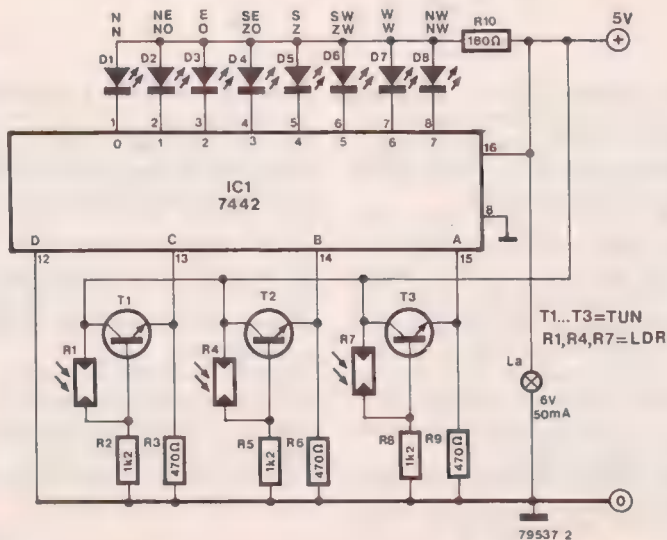 N NE E SE S SW W NW
N NO O ZO Z ZW W NW
R10
180Ω
5V
+
D1 D2 D3 D4 D5 D6 D7 D8
1 2 3 4 5 6 7 8
0 1 2 3 4 5 6 7
16
IC1
7442
8
D C B A
12 13 14 15
T1 T2 T3
T1...T3=TUN
R1,R4,R7=LDR
R1 R4 R7
La
6V
50mA
R2 1k2 R3 470Ω R5 1k2 R6 470Ω R8 1k2 R9 470Ω
0
79537 2